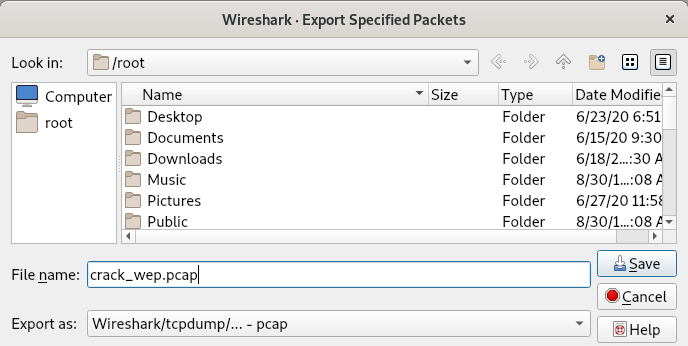 Wireshark · Export Specified Packets
Look in: /root
Computer
root
Name Size Type Date Modifie
Desktop Folder 6/23/20 6:51
Documents Folder 6/15/20 9:30
Downloads Folder 6/18/2...:30 A
Music Folder 8/30/1...:08 A
Pictures Folder 6/27/20 11:58
Public Folder 8/30/1...:08 A
File name: crack_wep.pcap
Save
Cancel
Export as: Wireshark/tcpdump/... - pcap
Help